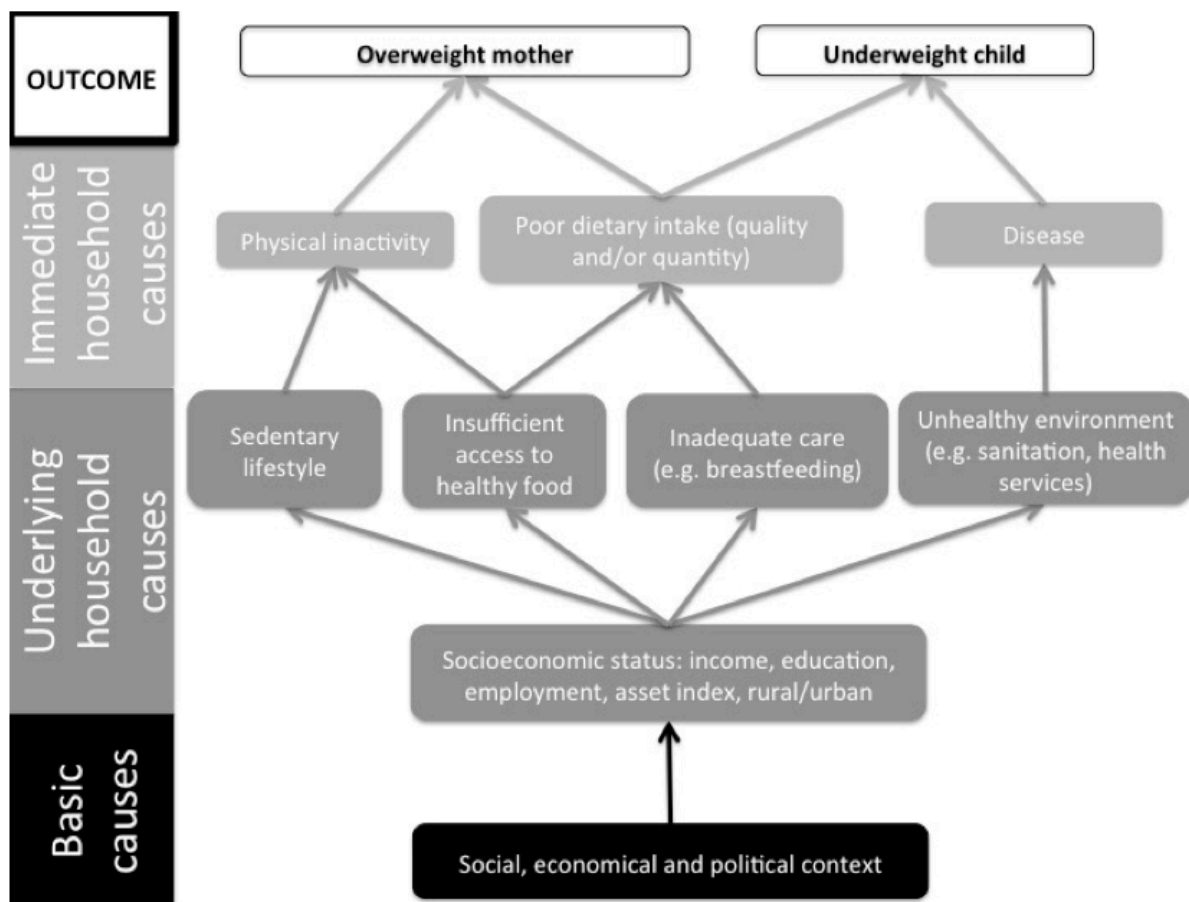 OUTCOME
Overweight mother
Underweight child
Immediate
household
causes
Physical inactivity
Poor dietary intake (quality
and/or quantity)
Disease
Underlying
household
causes
Sedentary
lifestyle
Insufficient
access to
healthy food
Inadequate care
(e.g. breastfeeding)
Unhealthy environment
(e.g. sanitation, health
services)
Socioeconomic status: income, education,
employment, asset index, rural/urban
Basic
causes
Social, economical and political context